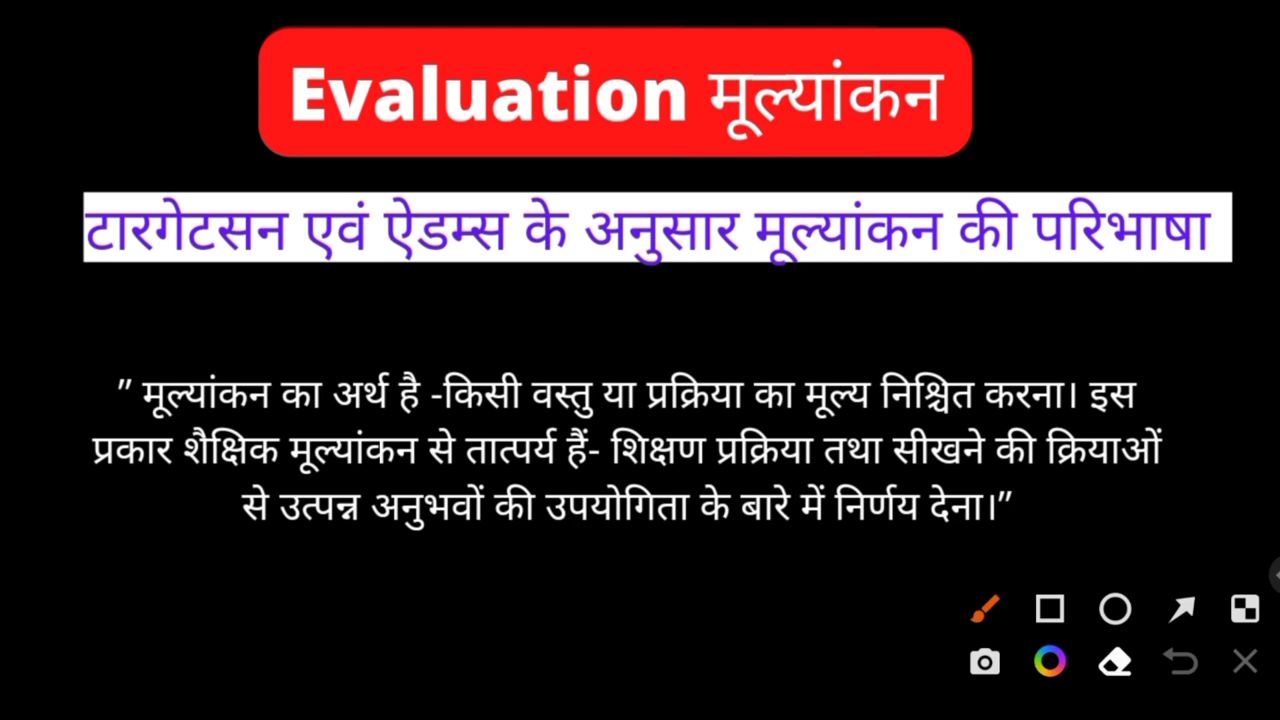 Evaluation मूल्यांकन
टारगेटसन एवं ऐडम्स के अनुसार मूल्यांकन की परिभाषा
” मूल्यांकन का अर्थ है -किसी वस्तु या प्रक्रिया का मूल्य निश्चित करना। इस
प्रकार शैक्षिक मूल्यांकन से तात्पर्य हैं- शिक्षण प्रक्रिया तथा सीखने की क्रियाओं
से उत्पन्न अनुभवों की उपयोगिता के बारे में निर्णय देना।”